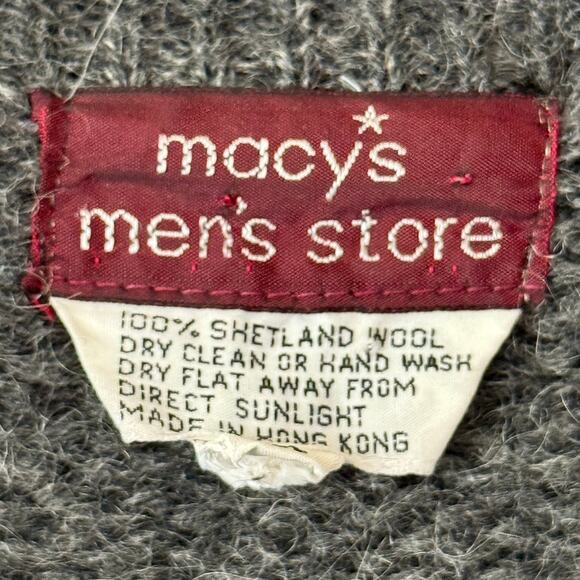 macy's
men's store
100% SHETLAND WOOL
DRY CLEAN OR HAND WASH
DRY FLAT AWAY FROM
DIRECT SUNLIGHT
MADE IN HONG KONG